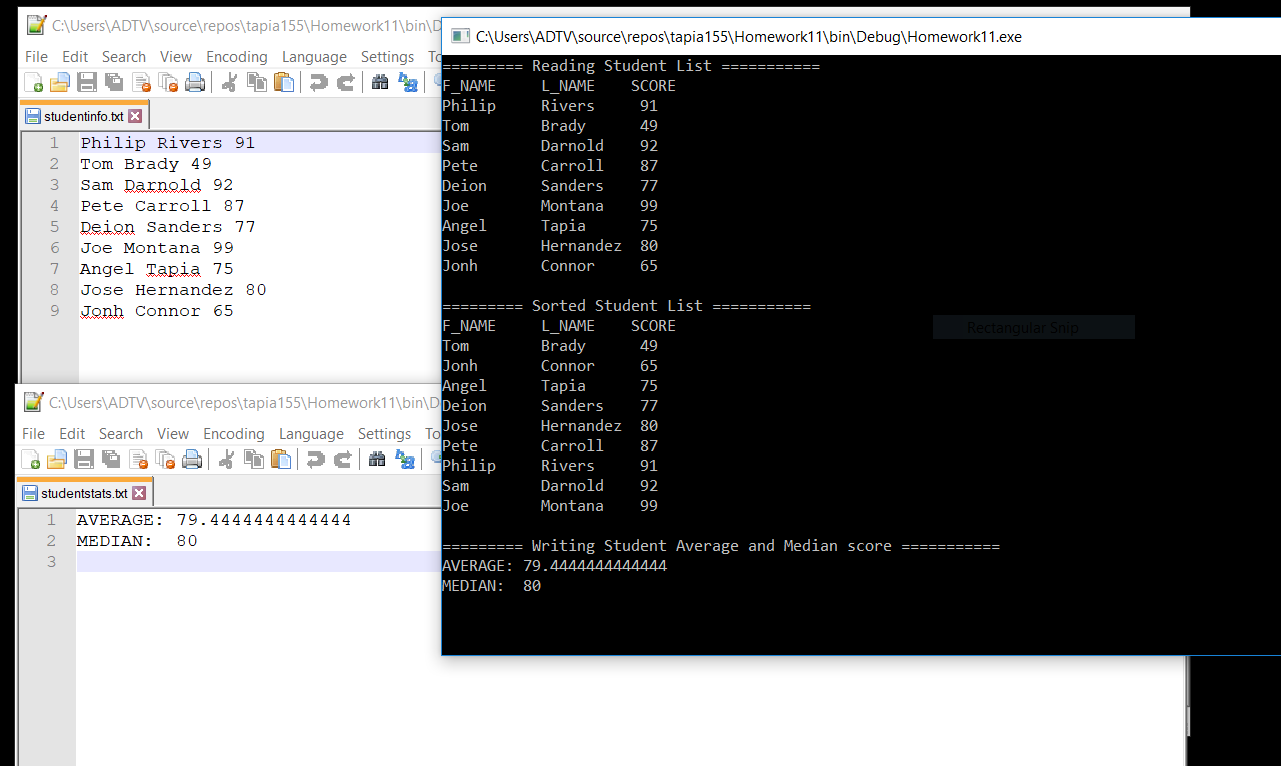 C:\Users\ADTV\source\repos\tapia155\Homework11\bin\D
File Edit Search View Encoding Language Settings To
studentinfo.txt
1 Philip Rivers 91
2 Tom Brady 49
3 Sam Darnold 92
4 Pete Carroll 87
5 Deion Sanders 77
6 Joe Montana 99
7 Angel Tapia 75
8 Jose Hernandez 80
9 Jonh Connor 65
C:\Users\ADTV\source\repos\tapia155\Homework11\bin\D
File Edit Search View Encoding Language Settings To
studentstats.txt
1 AVERAGE: 79.4444444444444
2 MEDIAN: 80
3
C:\Users\ADTV\source\repos\tapia155\Homework11\bin\Debug\Homework11.exe
========= Reading Student List ===========
F_NAME L_NAME SCORE
Philip Rivers 91
Tom Brady 49
Sam Darnold 92
Pete Carroll 87
Deion Sanders 77
Joe Montana 99
Angel Tapia 75
Jose Hernandez 80
Jonh Connor 65
========= Sorted Student List ===========
F_NAME L_NAME SCORE
Tom Brady 49
Jonh Connor 65
Angel Tapia 75
Deion Sanders 77
Jose Hernandez 80
Pete Carroll 87
Philip Rivers 91
Sam Darnold 92
Joe Montana 99
========= Writing Student Average and Median score ===========
AVERAGE: 79.4444444444444
MEDIAN: 80
Rectangular Snip